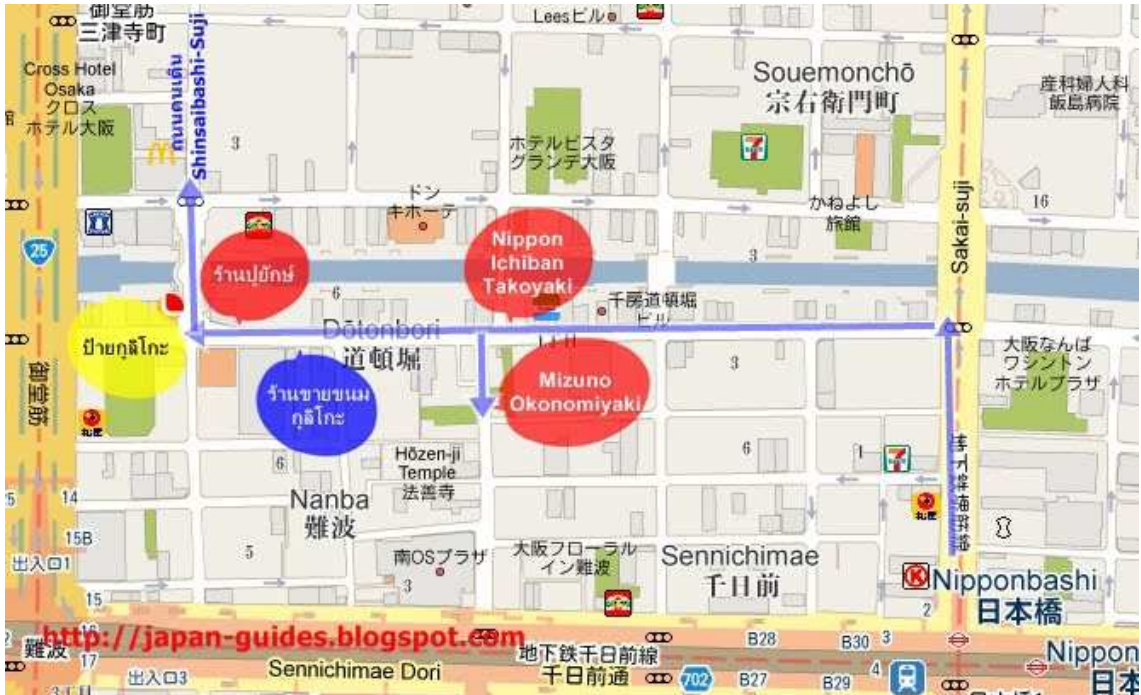 御堂筋
三津寺町
Leesビル
Cross Hotel
Osaka
クロス
ホテル大阪
ถนนคนเดิน
Shinsaibashi-Suji
3
ホテルビスタ
グランデ大阪
Souemonchō
宗右衛門町
産科婦人科
飯島病院
館
ドン
キホーテ
かねよし
旅館
16
Sakai-suji
25
ร้านปูยักษ์
Nippon
Ichiban
Takoyaki
3
6
千房道頓堀
ビル
ป้ายกูลิโกะ
Dōtonbori
道頓堀
ร้านขายขนม
กูลิโกะ
Mizuno
Okonomiyaki
3
大阪なんば
ワシントン
ホテルプラザ
御堂筋
6
Hōzen-ji
Temple
法善寺
6
1
Nanba
難波
14
15B
出入口1
5
南OSプラザ
3
大阪フローラル
イン難波
Sennichimae
千日前
K
Nipponbashi
日本橋
15
2
16
http://japan-guides.blogspot.com
難波
17
出入口3
Sennichimae Dori
地下鉄千日前線
千日前通
702
B28
B27
B30
B29
3
4
Nippon
日本